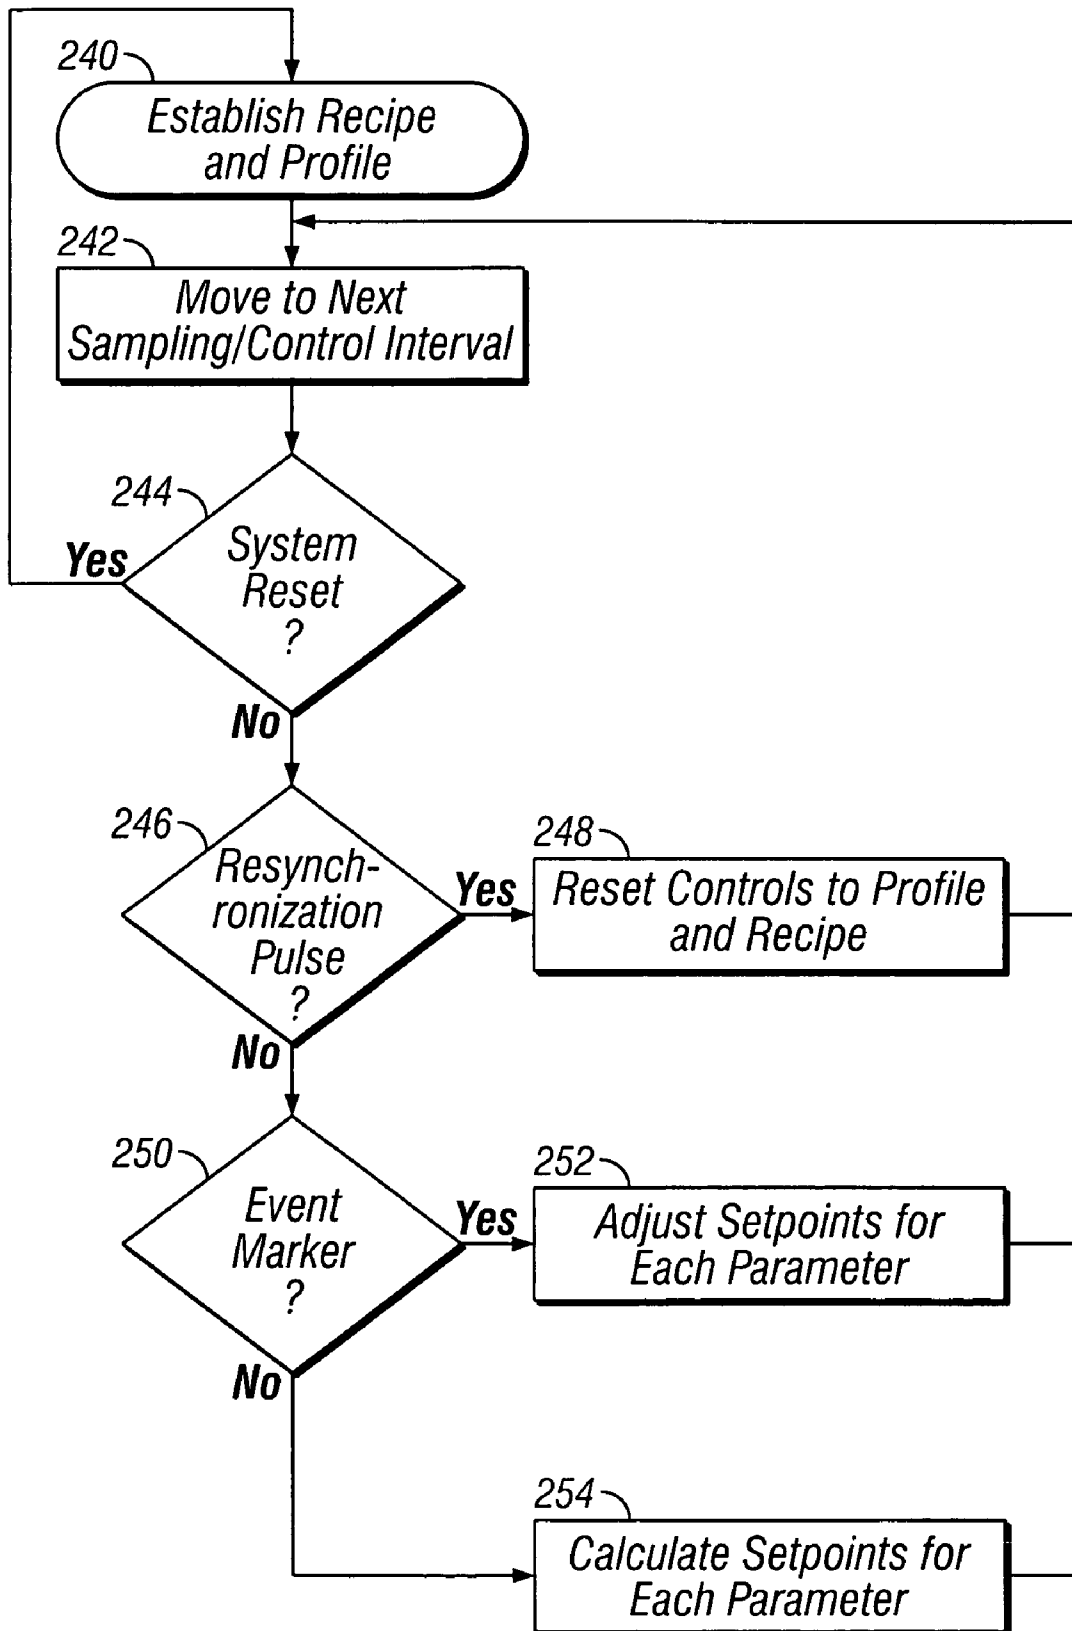 240
Establish Recipe
and Profile
242
Move to Next
Sampling/Control Interval
244
Yes
System
Reset
?
No
246
Resynch-
ronization
Pulse
?
Yes
No
248
Reset Controls to Profile
and Recipe
250
Event
Marker
?
Yes
No
252
Adjust Setpoints for
Each Parameter
254
Calculate Setpoints for
Each Parameter